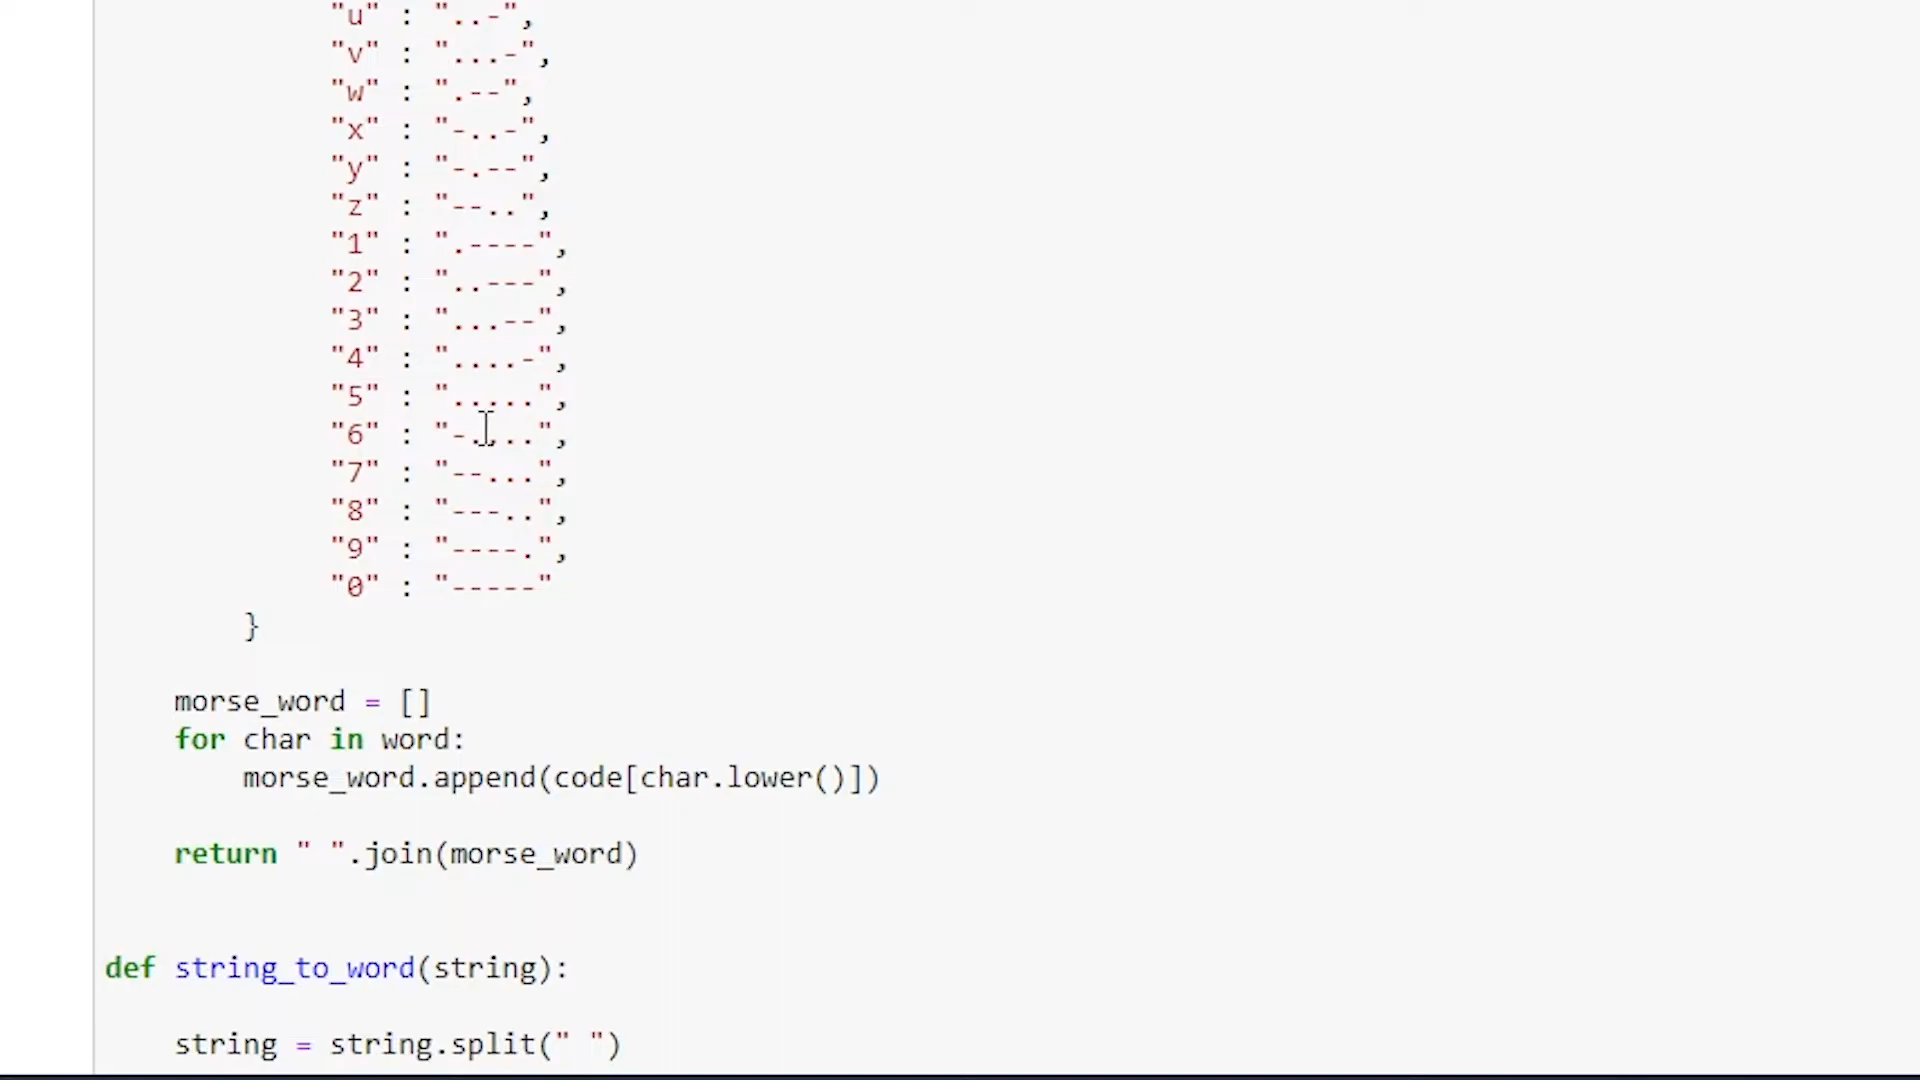 "u" : "..-",
"v" : "...-",
"w" : ".--",
"x" : "-..-",
"y" : "-.--",
"z" : "--..",
"1" : ".----",
"2" : "..---",
"3" : "...--",
"4" : "....-",
"5" : ".....",
"6" : "-....",
"7" : "--...",
"8" : "---..",
"9" : "----.",
"0" : "-----"
}
morse_word = []
for char in word:
morse_word.append(code[char.lower()])
return " ".join(morse_word)
def string_to_word(string):
string = string.split(" ")